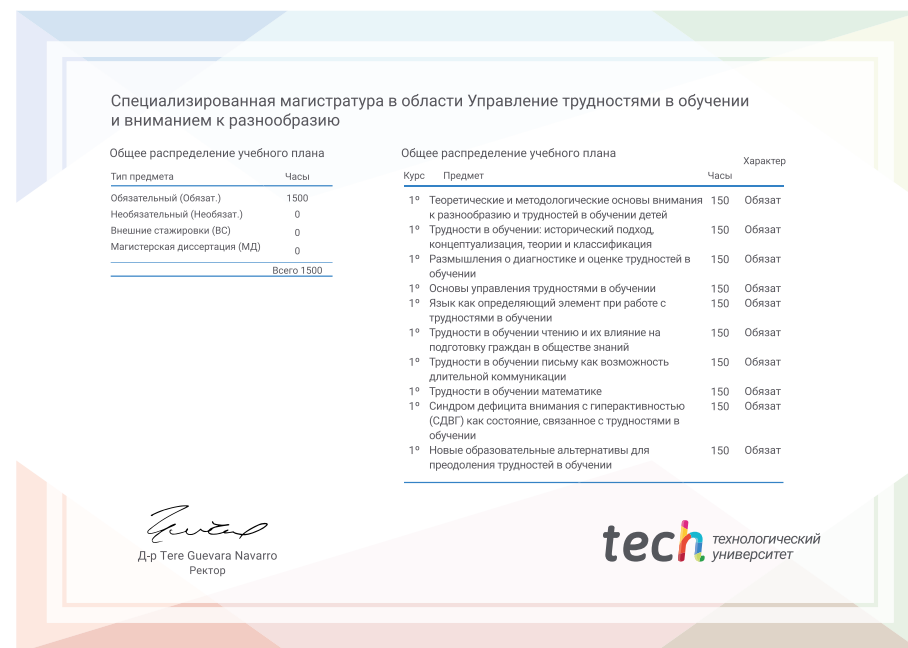 Специализированная магистратура в области Управление трудностями в обучении
и вниманием к разнообразию
Общее распределение учебного плана
Тип предмета Часы
Обязательный (Обязат.) 1500
Необязательный (Необязат.) 0
Внешние стажировки (ВС) 0
Магистерская диссертация (МД) 0
Всего 1500
Общее распределение учебного плана
Характер
Курс Предмет Часы
1º Теоретические и методологические основы внимания 150 Обязат
к разнообразию и трудностей в обучении детей
1º Трудности в обучении: исторический подход, 150 Обязат
концептуализация, теории и классификация
1º Размышления о диагностике и оценке трудностей в 150 Обязат
обучении
1º Основы управления трудностями в обучении 150 Обязат
1º Язык как определяющий элемент при работе с 150 Обязат
трудностями в обучении
1º Трудности в обучении чтению и их влияние на 150 Обязат
подготовку граждан в обществе знаний
1º Трудности в обучении письму как возможность 150 Обязат
длительной коммуникации
1º Трудности в обучении математике 150 Обязат
1º Синдром дефицита внимания с гиперактивностью 150 Обязат
(СДВГ) как состояние, связанное с трудностями в
обучении
1º Новые образовательные альтернативы для 150 Обязат
преодоления трудностей в обучении
Д-р Tere Guevara Navarro
Ректор
tech технологический
университет